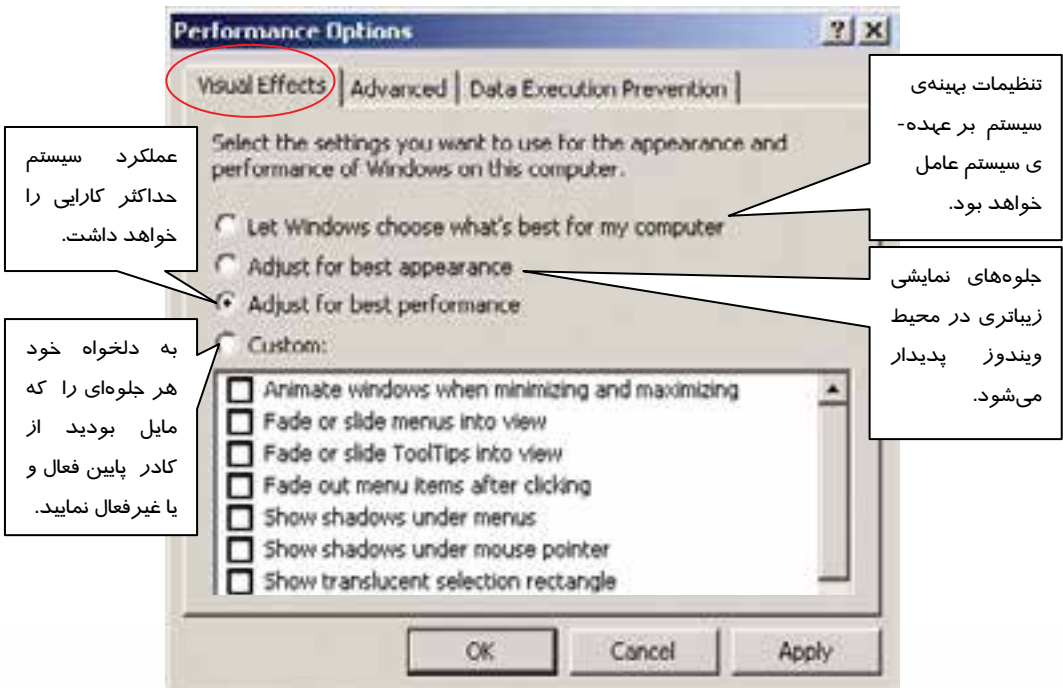 Performance Options
Visual Effects
Advanced
Data Execution Prevention
Select the settings you want to use for the appearance and
performance of Windows on this computer.
Let Windows choose what's best for my computer
Adjust for best appearance
Adjust for best performance
Custom:
Animate windows when minimizing and maximizing
Fade or slide menus into view
Fade or slide ToolTips into view
Fade out menu items after clicking
Show shadows under menus
Show shadows under mouse pointer
Show translucent selection rectangle
OK
Cancel
Apply
تنظیمات بهینه‌ی
سیستم بر عهده-
ی سیستم عامل
خواهد بود.
عملکرد سیستم
حداکثر کارایی را
خواهد داشت.
جلوه‌های نمایشی
زیباتری در محیط
ویندوز پدیدار
می‌شود.
به دلخواه خود
هر جلوه‌ای را که
مایل بودید از
کادر پایین فعال و
یا غیرفعال نمایید.